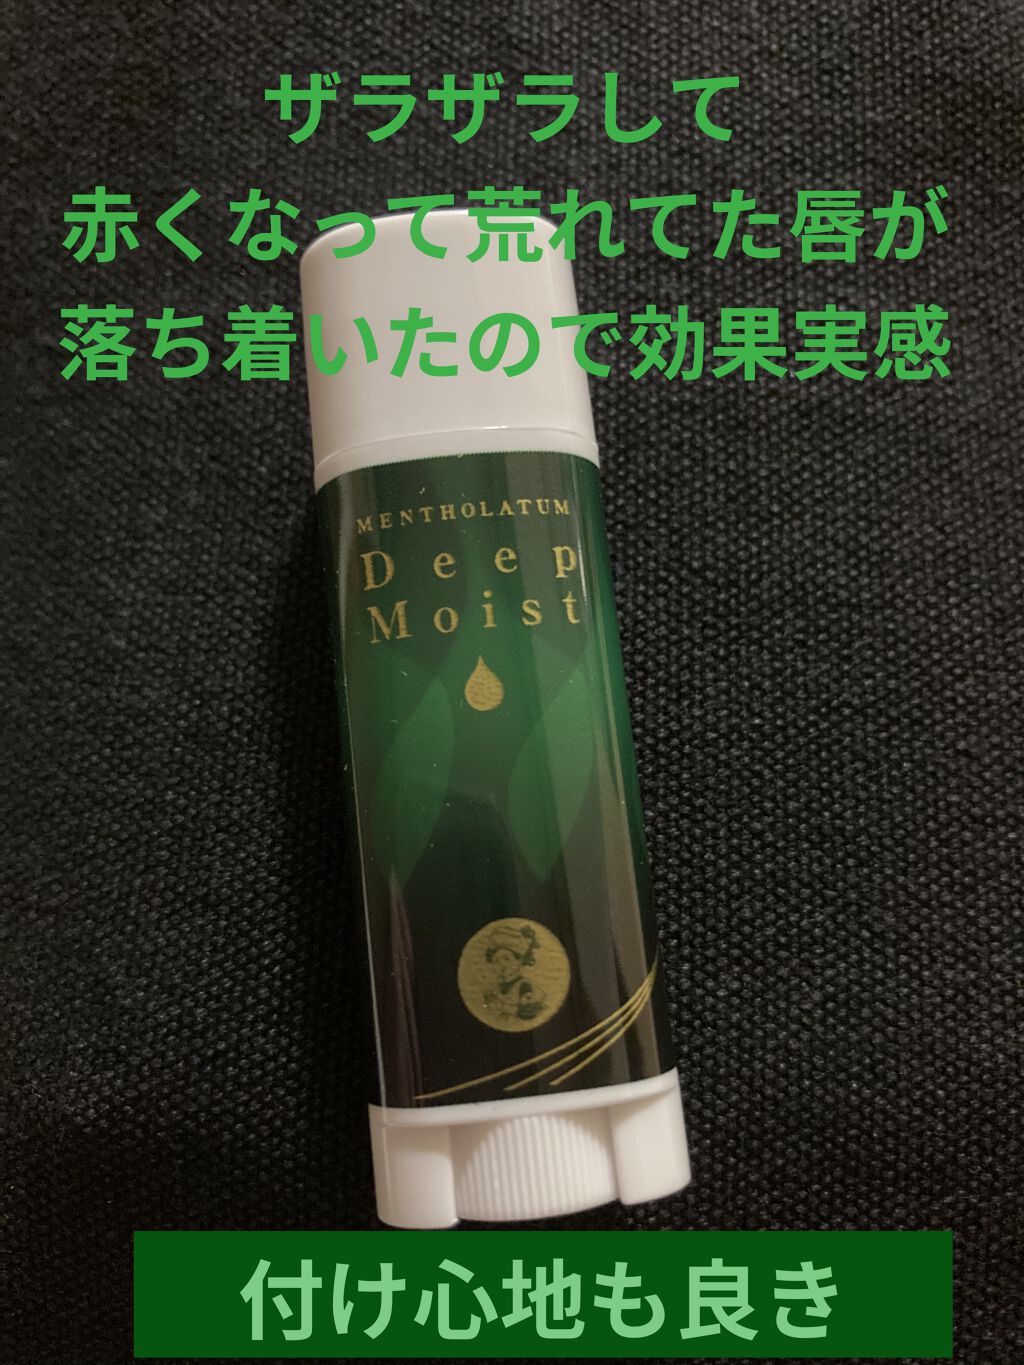 ザラザラして
赤くなって荒れてた唇が
落ち着いたので効果実感
MENTHOLATUM
Deep
Moist
付け心地も良き